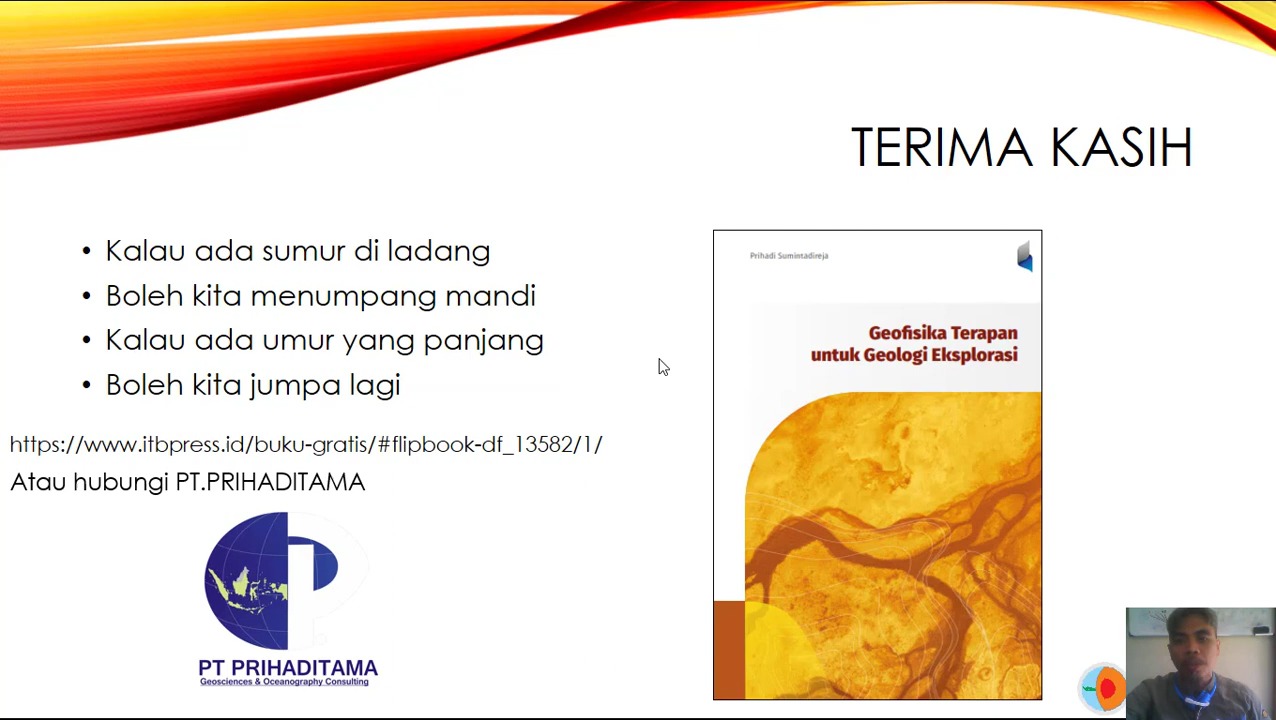 TERIMA KASIH
• Kalau ada sumur di ladang
• Boleh kita menumpang mandi
• Kalau ada umur yang panjang
• Boleh kita jumpa lagi
https://www.itbpress.id/buku-gratis/#flipbook-df_13582/1/
Atau hubungi PT.PRIHADITAMA
PT PRIHADITAMA
Geosciences & Oceanography Consulting
Prihadi Sumintadireja
Geofisika Terapan
untuk Geologi Eksplorasi